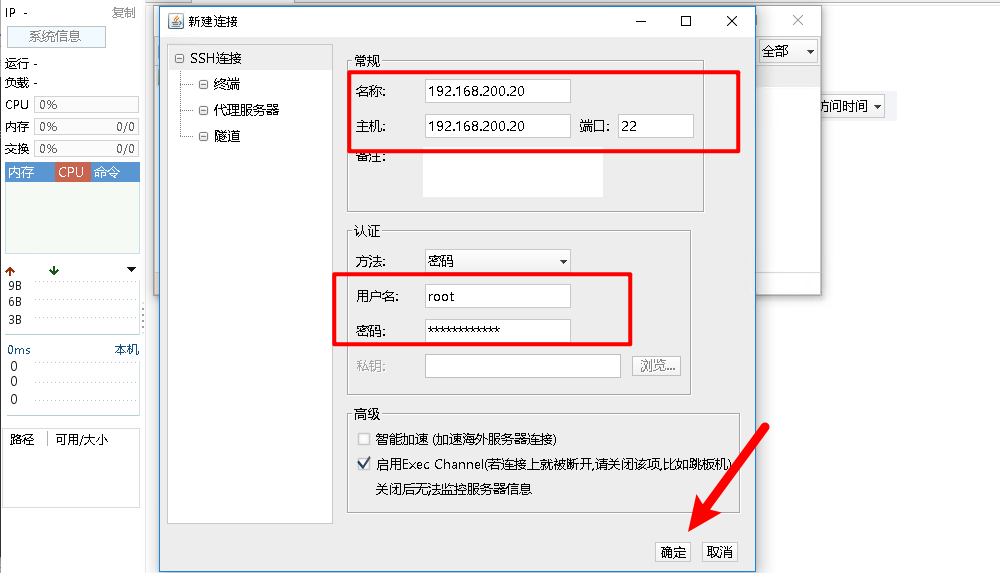 IP -
复制
系统信息
运行 -
负载 -
CPU 0%
内存 0% 0/0
交换 0% 0/0
内存 CPU 命令
9B
6B
3B
0ms 本机
0
0
0
路径 可用/大小
新建连接
SSH连接
终端
代理服务器
隧道
常规
名称: 192.168.200.20
主机: 192.168.200.20 端口: 22
备注:
认证
方法: 密码
用户名: root
密码: ************
私钥: 浏览...
高级
智能加速 (加速海外服务器连接)
启用Exec Channel(若连接上就被断开,请关闭该项,比如跳板机)
关闭后无法监控服务器信息
确定 取消
全部
访问时间